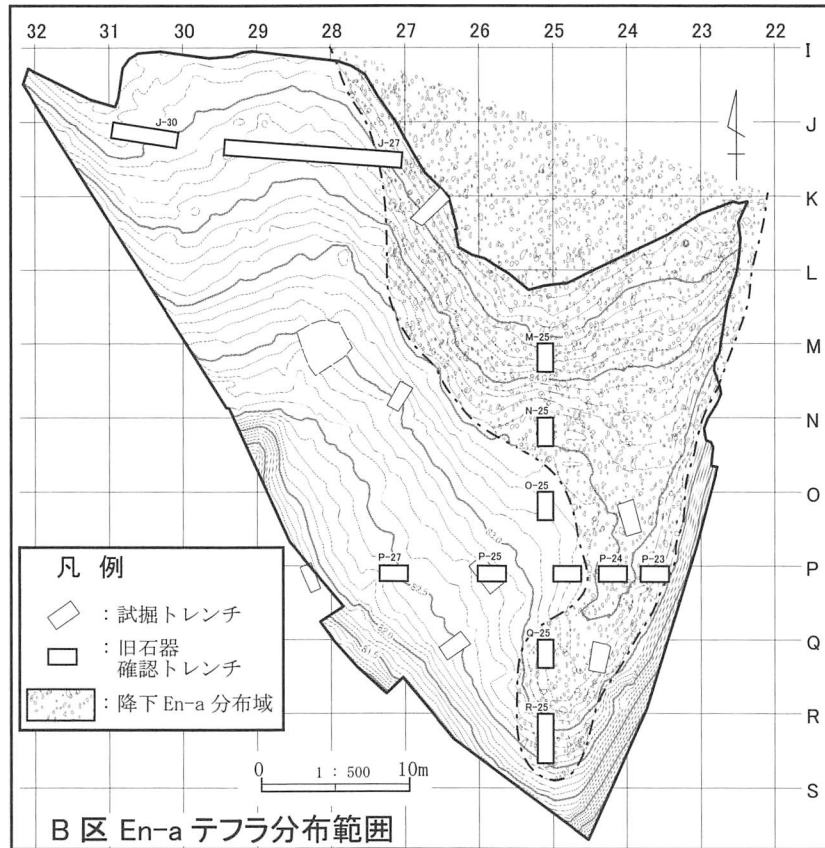 32 31 30 29 28 27 26 25 24 23 22
I
J
K
L
M
N
O
P
Q
R
S
J-30
J-27
M-25
N-25
O-25
P-27
P-25
P-24
P-23
Q-25
R-25
凡 例
：試掘トレンチ
：旧石器
確認トレンチ
：降下 En-a 分布域
0 1：500 10m
B 区 En-a テフラ分布範囲